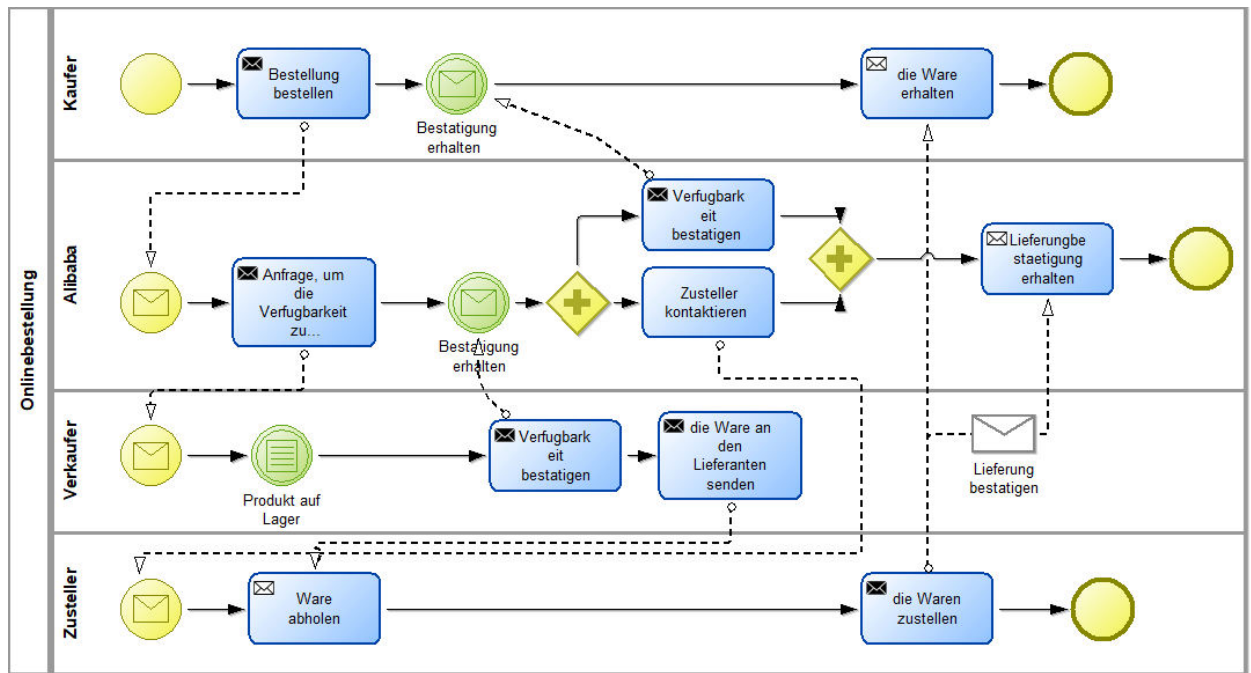 Onlinebestellung
Kaufer
Bestellung
bestellen
Bestatigung
erhalten
die Ware
erhalten
Alibaba
Anfrage, um
die
Verfugbarkeit
zu...
Bestatigung
erhalten
Verfugbark
eit
bestatigen
Zusteller
kontaktieren
Lieferungbe
staetigung
erhalten
Verkaufer
Produkt auf
Lager
Verfugbark
eit
bestatigen
die Ware an
den
Lieferanten
senden
Lieferung
bestatigen
Zusteller
Ware
abholen
die Waren
zustellen